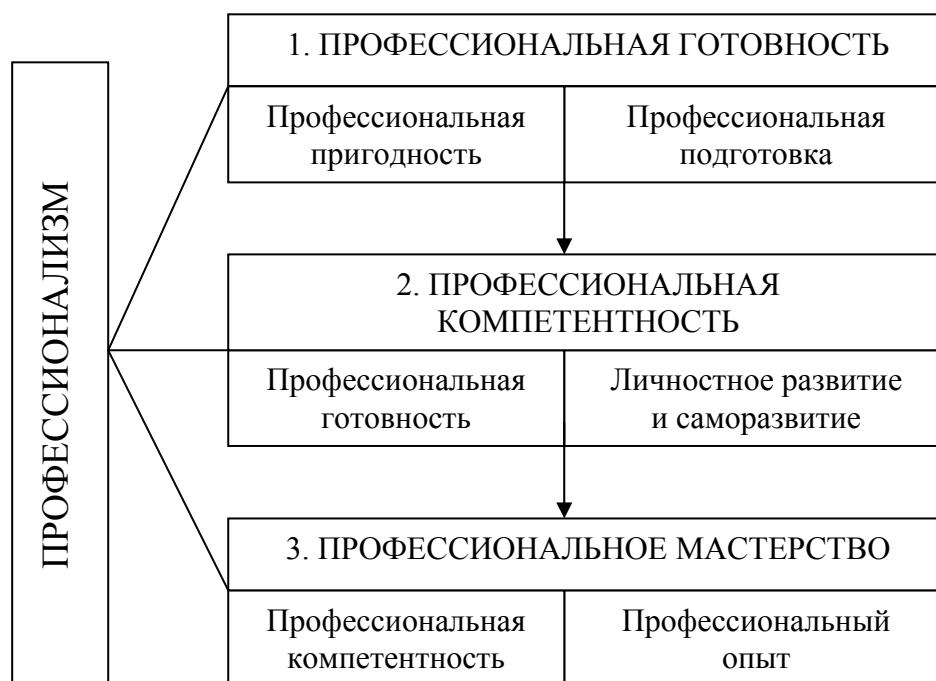 ПРОФЕССИОНАЛИЗМ
1. ПРОФЕССИОНАЛЬНАЯ ГОТОВНОСТЬ
Профессиональная
пригодность
Профессиональная
подготовка
2. ПРОФЕССИОНАЛЬНАЯ
КОМПЕТЕНТНОСТЬ
Профессиональная
готовность
Личностное развитие
и саморазвитие
3. ПРОФЕССИОНАЛЬНОЕ МАСТЕРСТВО
Профессиональная
компетентность
Профессиональный
опыт